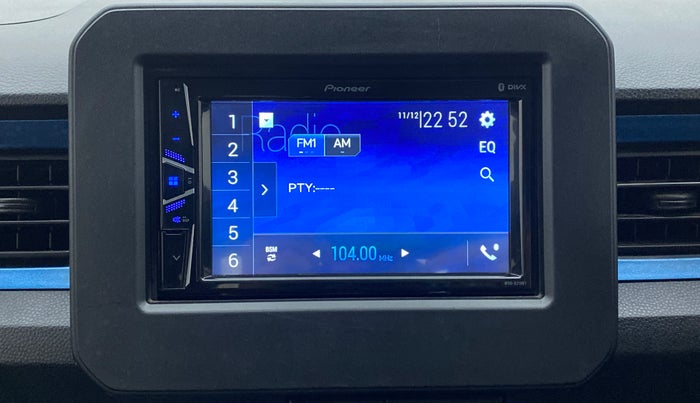 Pioneer
DIVX
Radio
1
2
3
4
5
6
11/12 22 52
FM1 AM
EQ
PTY:----
BSM
104.00 MHz